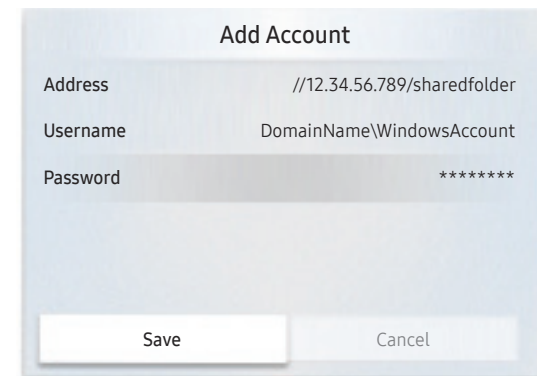 Add Account
Address //12.34.56.789/sharedfolder
Username DomainName\WindowsAccount
Password ********
Save Cancel